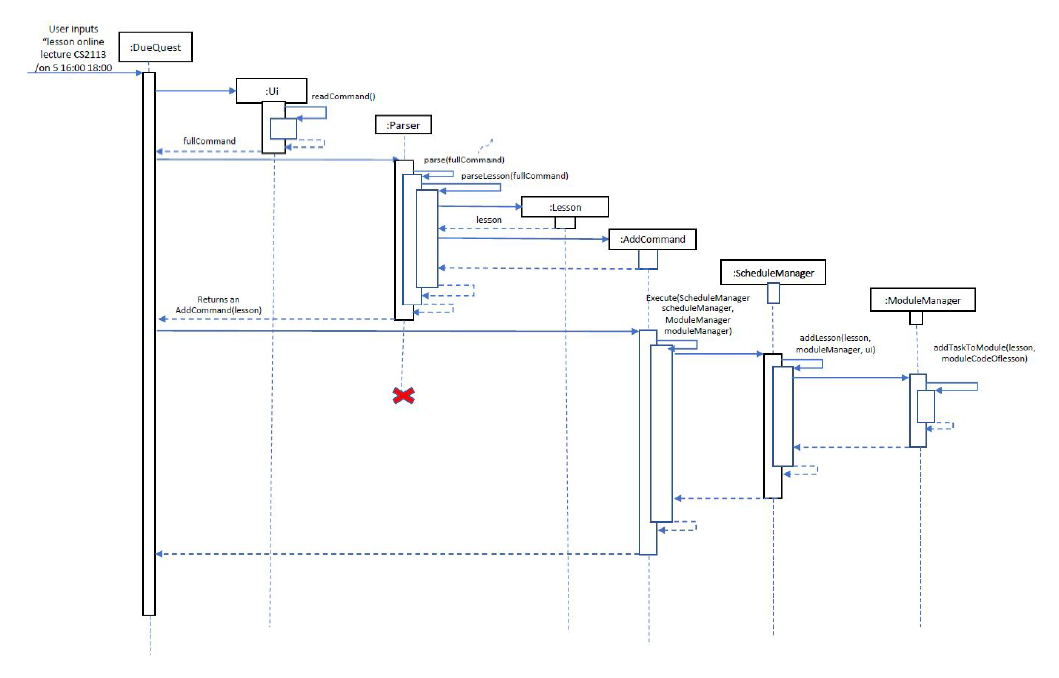 User inputs
“lesson online
lecture CS2113
/on 5 16:00 18:00
:DueQuest
:Ui
readCommand()
:Parser
fullCommand
parse(fullCommand)
parseLesson(fullCommand)
:Lesson
lesson
:AddCommand
:ScheduleManager
:ModuleManager
Returns an
AddCommand(lesson)
Execute(ScheduleManager
scheduleManager,
ModuleManager
moduleManager)
addLesson(lesson,
moduleManager, ui)
addTaskToModule(lesson,
moduleCodeOflesson)